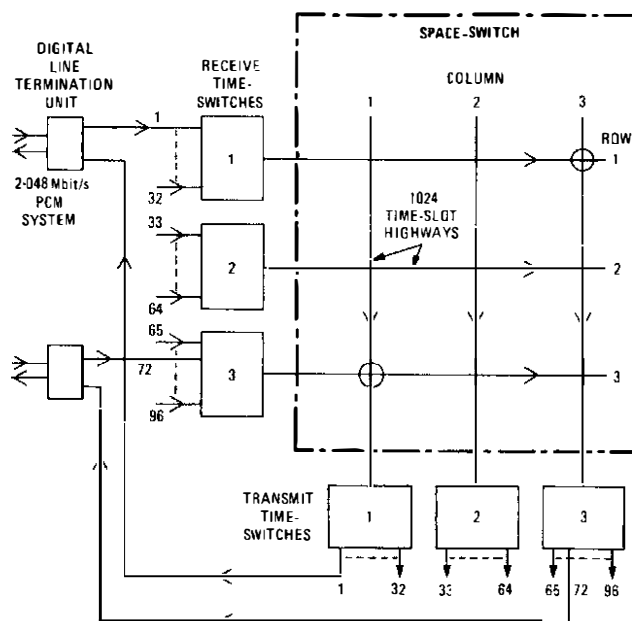 SPACE-SWITCH
DIGITAL
LINE
TERMINATION
UNIT
RECEIVE
TIME-
SWITCHES
COLUMN
1
2
3
ROW
1
1
1
32
2·048 Mbit/s
PCM
SYSTEM
33
1024
TIME-SLOT
HIGHWAYS
2
2
64
65
72
3
3
96
TRANSMIT
TIME-
SWITCHES
1
2
3
1
32
33
64
65
72
96